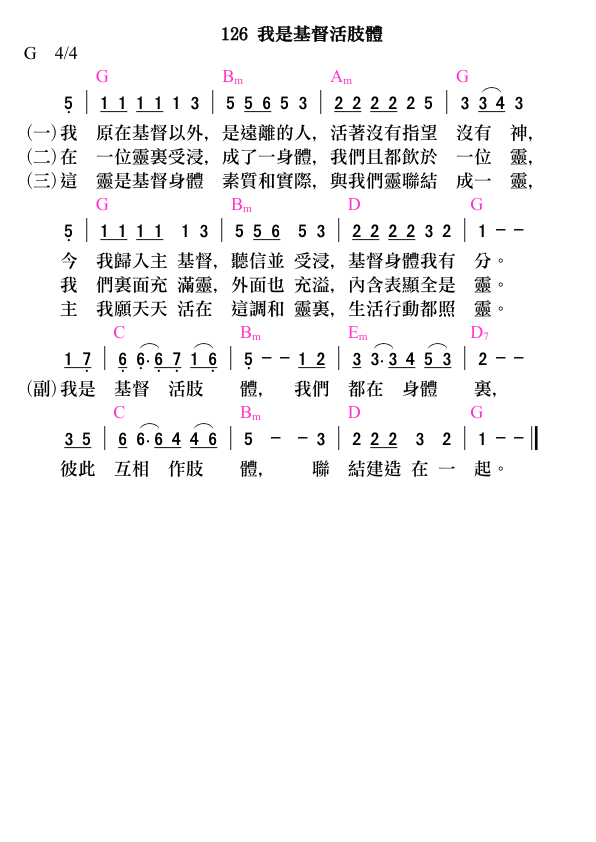 126 我是基督活肢體
G 4/4
G Bm Am G
5 | 1 1 1 1 1 3 | 5 5 6 5 3 | 2 2 2 2 2 5 | 3 3 4 3
(一)我 原在基督以外, 是遠離的人, 活著沒有指望 沒有 神,
(二)在 一位靈裏受浸, 成了一身體, 我們且都飲於 一位 靈,
(三)這 靈是基督身體 素質和實際, 與我們靈聯結 成一 靈,
G Bm D G
5 | 1 1 1 1 1 3 | 5 5 6 5 3 | 2 2 2 2 3 2 | 1 - -
今 我歸入主 基督, 聽信並 受浸, 基督身體我有 分。
我 們裏面充 滿靈, 外面也 充溢, 內含表顯全是 靈。
主 我願天天 活在 這調和 靈裏, 生活行動都照 靈。
C Bm Em D7
1 7 | 6 6. 6 7 1 6 | 5 - - 1 2 | 3 3. 3 4 5 3 | 2 - -
(副)我是 基督 活肢 體, 我們 都在 身體 裏,
C Bm D G
3 5 | 6 6. 6 4 4 6 | 5 - - 3 | 2 2 2 3 2 | 1 - - ||
彼此 互相 作肢 體, 聯 結建造 在 一 起。